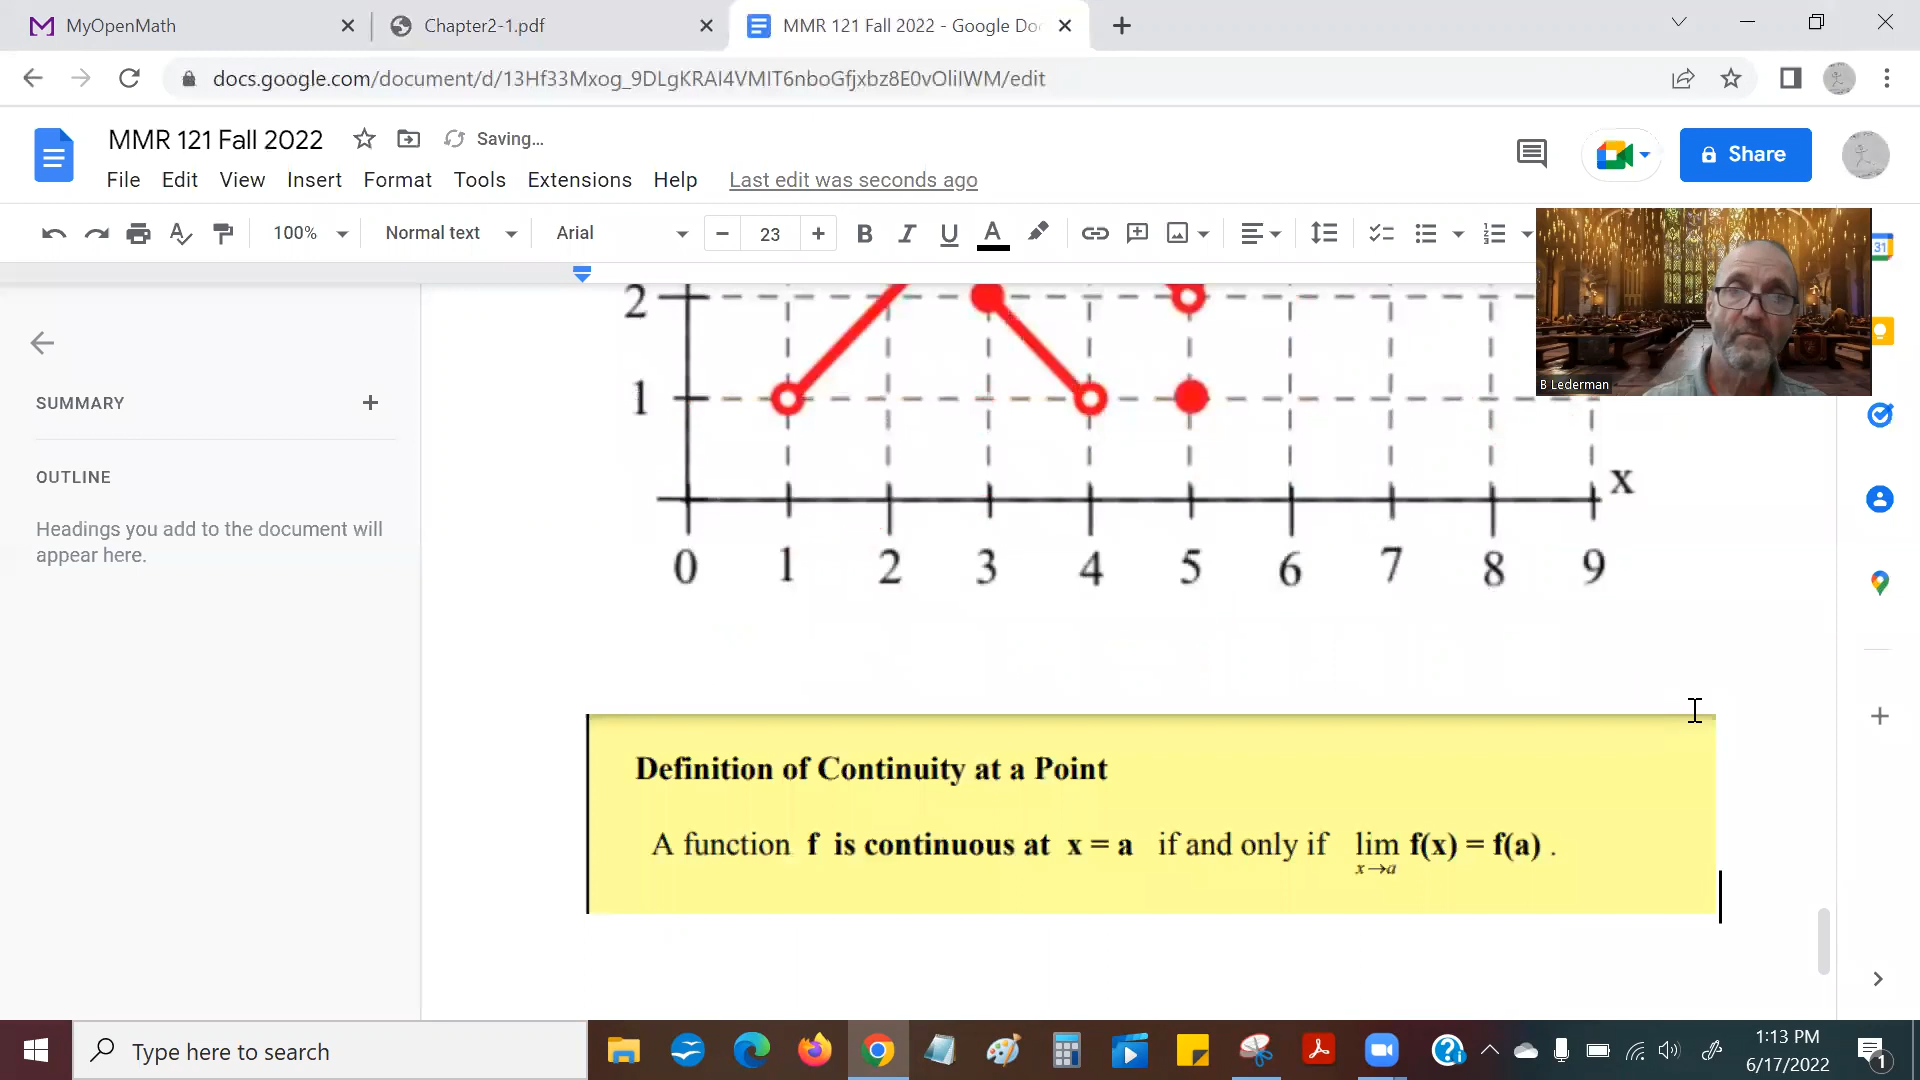 MyOpenMath
Chapter2-1.pdf
MMR 121 Fall 2022 - Google Do
docs.google.com/document/d/13Hf33Mxog_9DLgKRAI4VMIT6nboGfjxbz8E0vOliIWM/edit
MMR 121 Fall 2022
Saving...
Share
File Edit View Insert Format Tools Extensions Help Last edit was seconds ago
100% Normal text Arial 23 B I U A
31
B Lederman
SUMMARY
OUTLINE
Headings you add to the document will
appear here.
2
1
x
0 1 2 3 4 5 6 7 8 9
Definition of Continuity at a Point
A function f is continuous at x = a if and only if lim f(x) = f(a) .
x→a
Type here to search
1:13 PM
6/17/2022
1